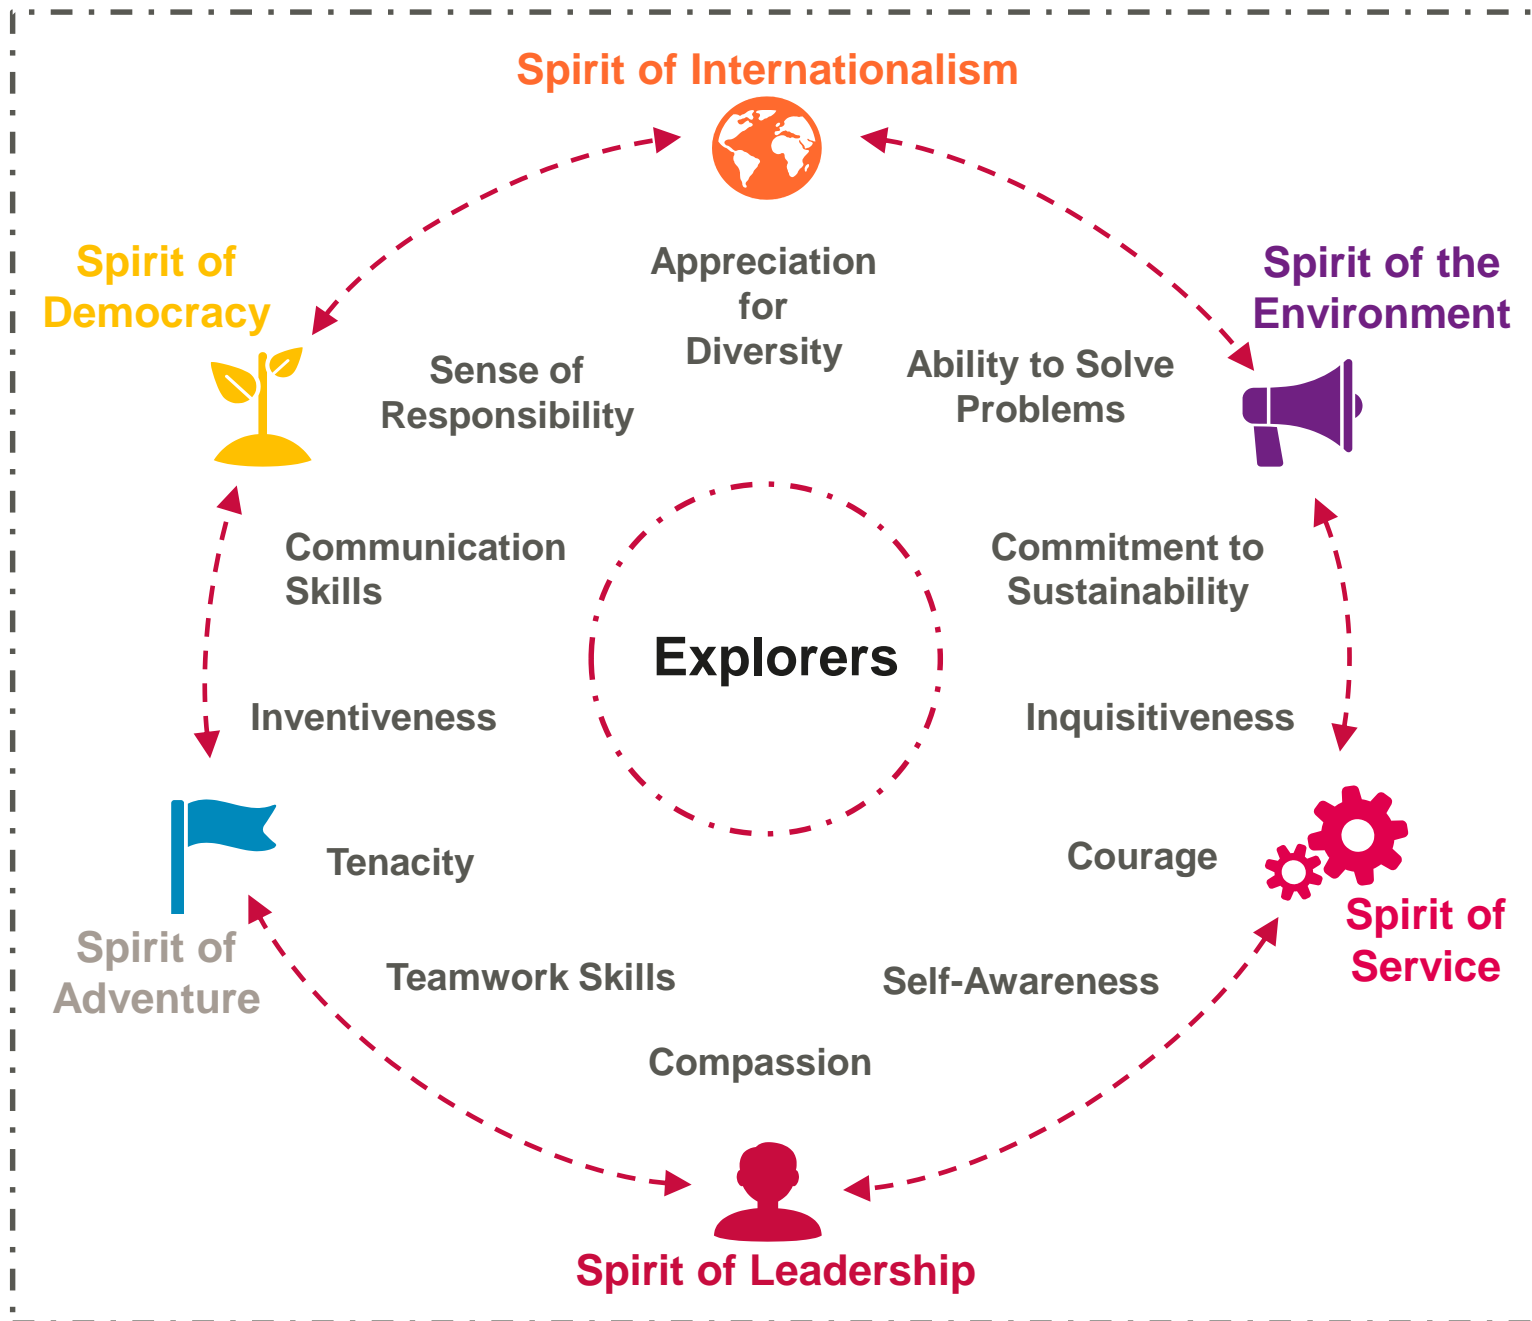 Spirit of Internationalism
Spirit of
Democracy
Spirit of the
Environment
Appreciation
for
Diversity
Sense of
Responsibility
Ability to Solve
Problems
Communication
Skills
Commitment to
Sustainability
Explorers
Inventiveness
Inquisitiveness
Tenacity
Courage
Spirit of
Adventure
Spirit of
Service
Teamwork Skills
Self-Awareness
Compassion
Spirit of Leadership